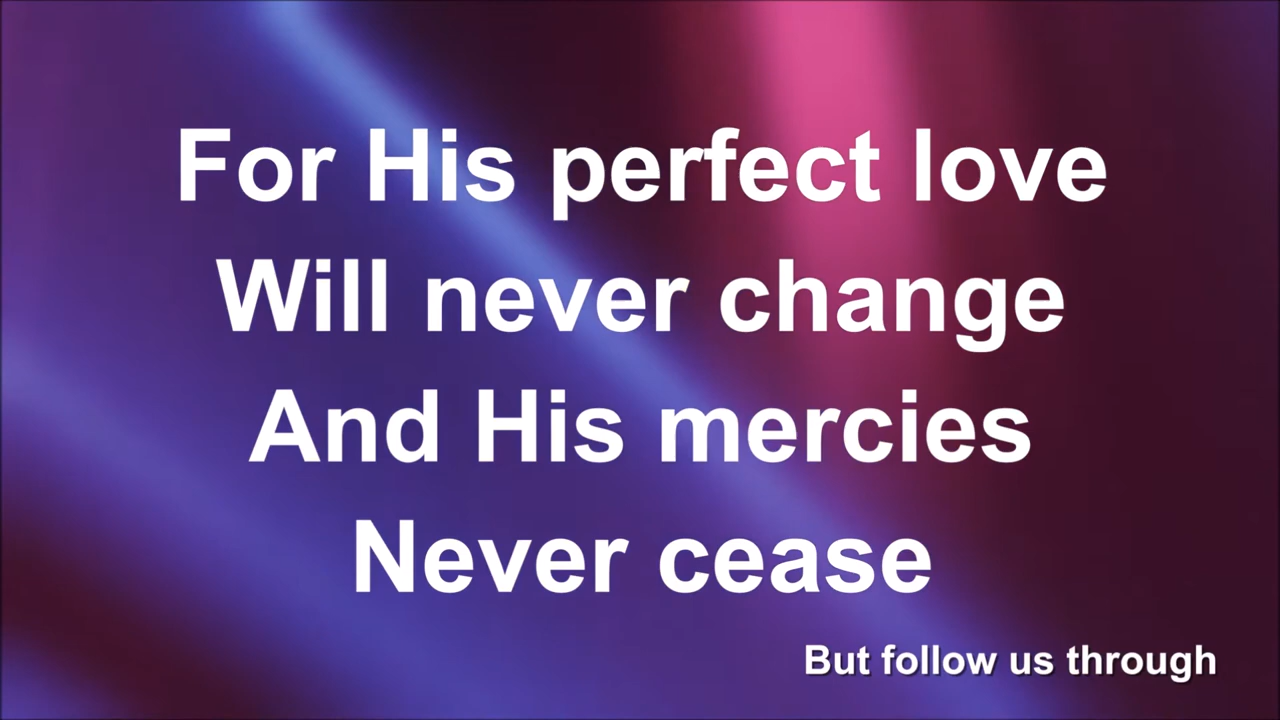 For His perfect love
Will never change
And His mercies
Never cease
But follow us through